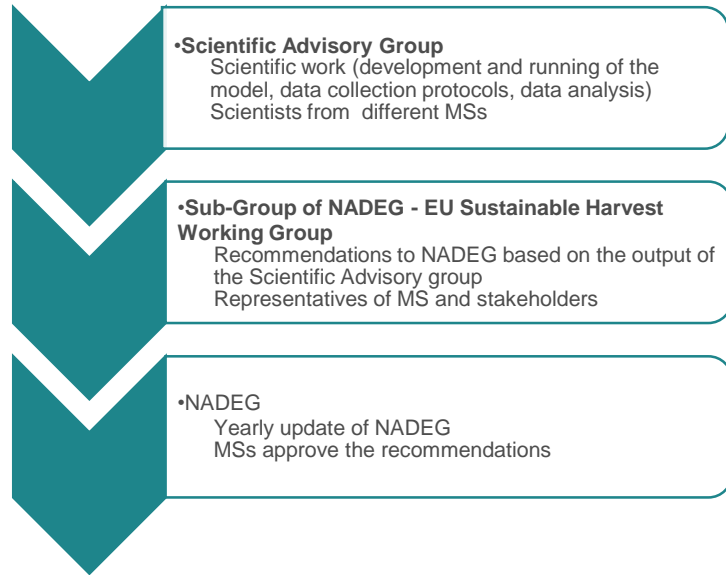 •Scientific Advisory Group
Scientific work (development and running of the
model, data collection protocols, data analysis)
Scientists from different MSs
•Sub-Group of NADEG - EU Sustainable Harvest
Working Group
Recommendations to NADEG based on the output of
the Scientific Advisory group
Representatives of MS and stakeholders
•NADEG
Yearly update of NADEG
MSs approve the recommendations